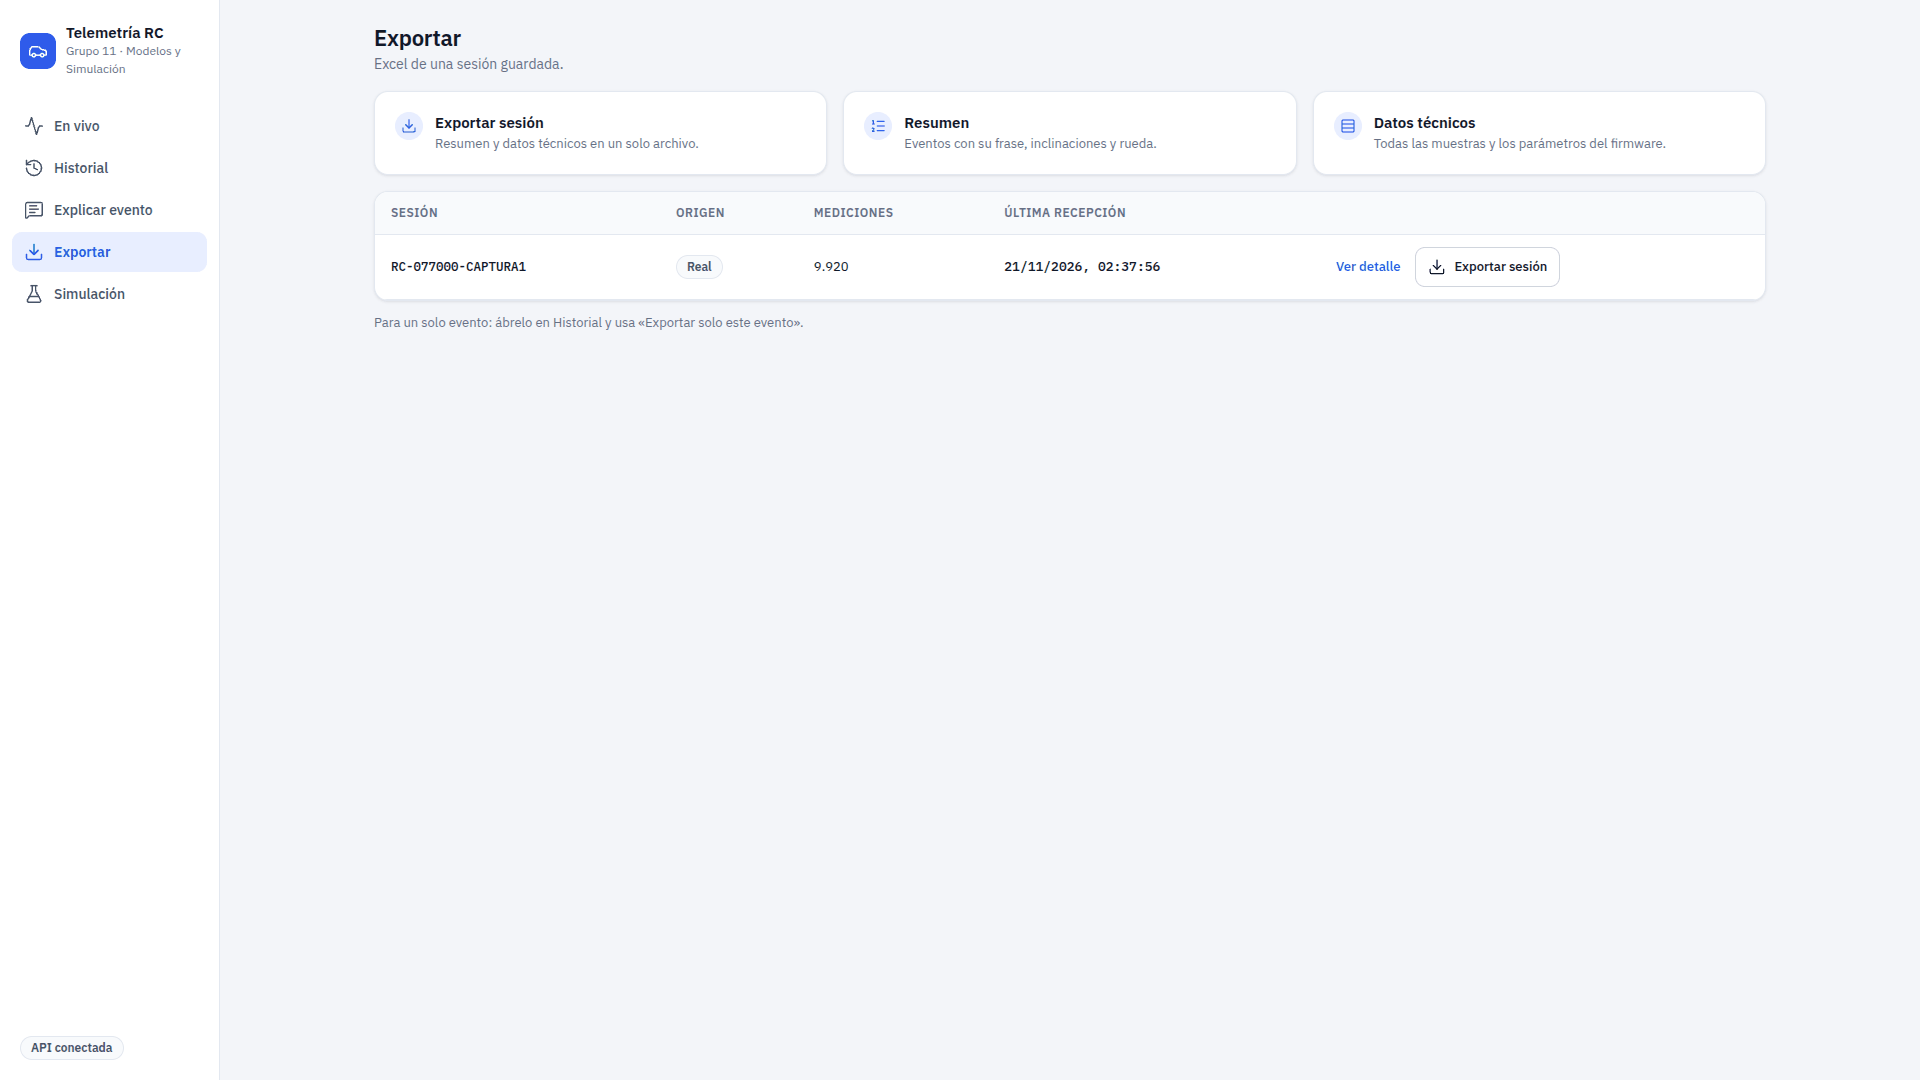 Telemetría RC
Grupo 11 · Modelos y
Simulación
En vivo
Historial
Explicar evento
Exportar
Simulación
API conectada
Exportar
Excel de una sesión guardada.
Exportar sesión
Resumen y datos técnicos en un solo archivo.
Resumen
Eventos con su frase, inclinaciones y rueda.
Datos técnicos
Todas las muestras y los parámetros del firmware.
SESIÓN ORIGEN MEDICIONES ÚLTIMA RECEPCIÓN
RC-077000-CAPTURA1 Real 9.920 21/11/2026, 02:37:56 Ver detalle Exportar sesión
Para un solo evento: ábrelo en Historial y usa «Exportar solo este evento».